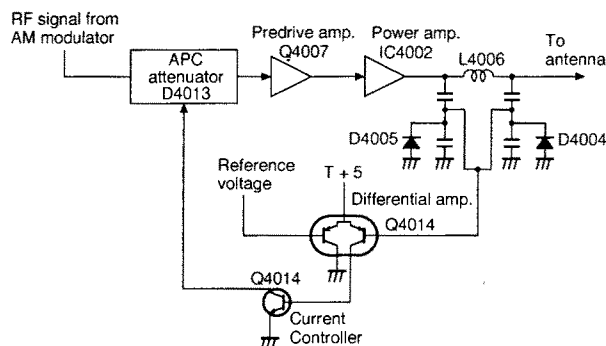 RF signal from
AM modulator
APC
attenuator
D4013
Predrive amp.
Q4007
Power amp.
IC4002
L4006
To
antenna
D4005
D4004
Reference
voltage
T + 5
Differential amp.
Q4014
Q4014
Current
Controller